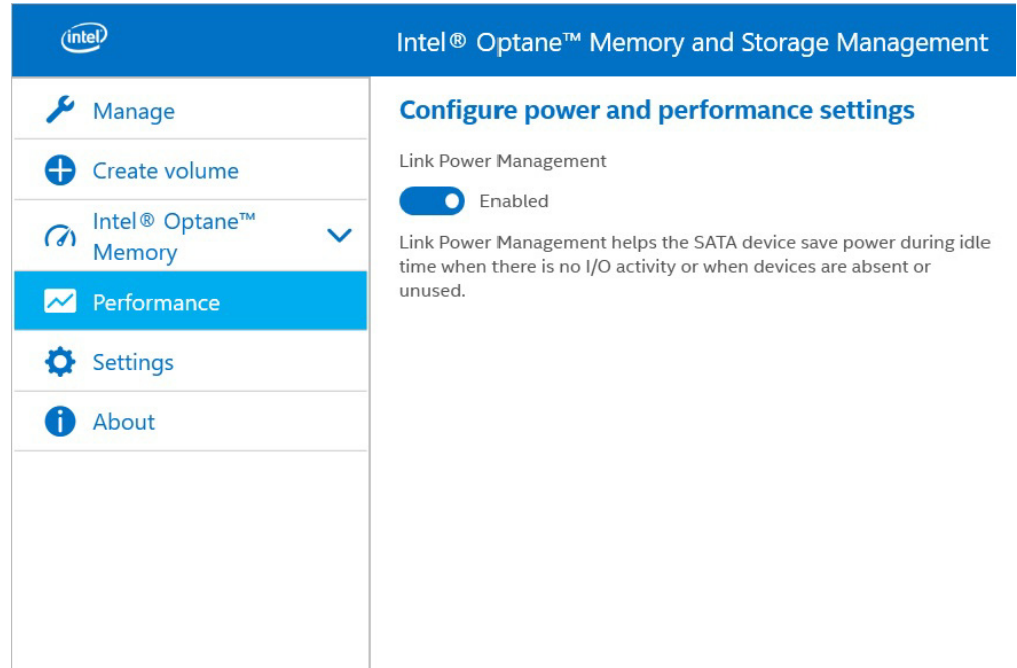 intel
Intel® Optane™ Memory and Storage Management
Manage
Create volume
Intel® Optane™
Memory
Performance
Settings
About
Configure power and performance settings
Link Power Management
Enabled
Link Power Management helps the SATA device save power during idle
time when there is no I/O activity or when devices are absent or
unused.